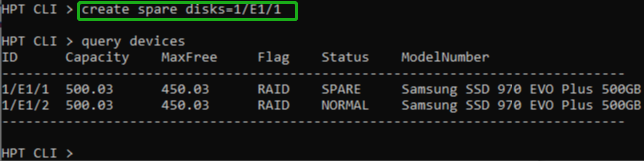 HPT CLI > create spare disks=1/E1/1
HPT CLI > query devices
ID Capacity MaxFree Flag Status ModelNumber
-------------------------------------------------------------------------------
1/E1/1 500.03 450.03 RAID SPARE Samsung SSD 970 EVO Plus 500GB
1/E1/2 500.03 450.03 RAID NORMAL Samsung SSD 970 EVO Plus 500GB
-------------------------------------------------------------------------------
HPT CLI >